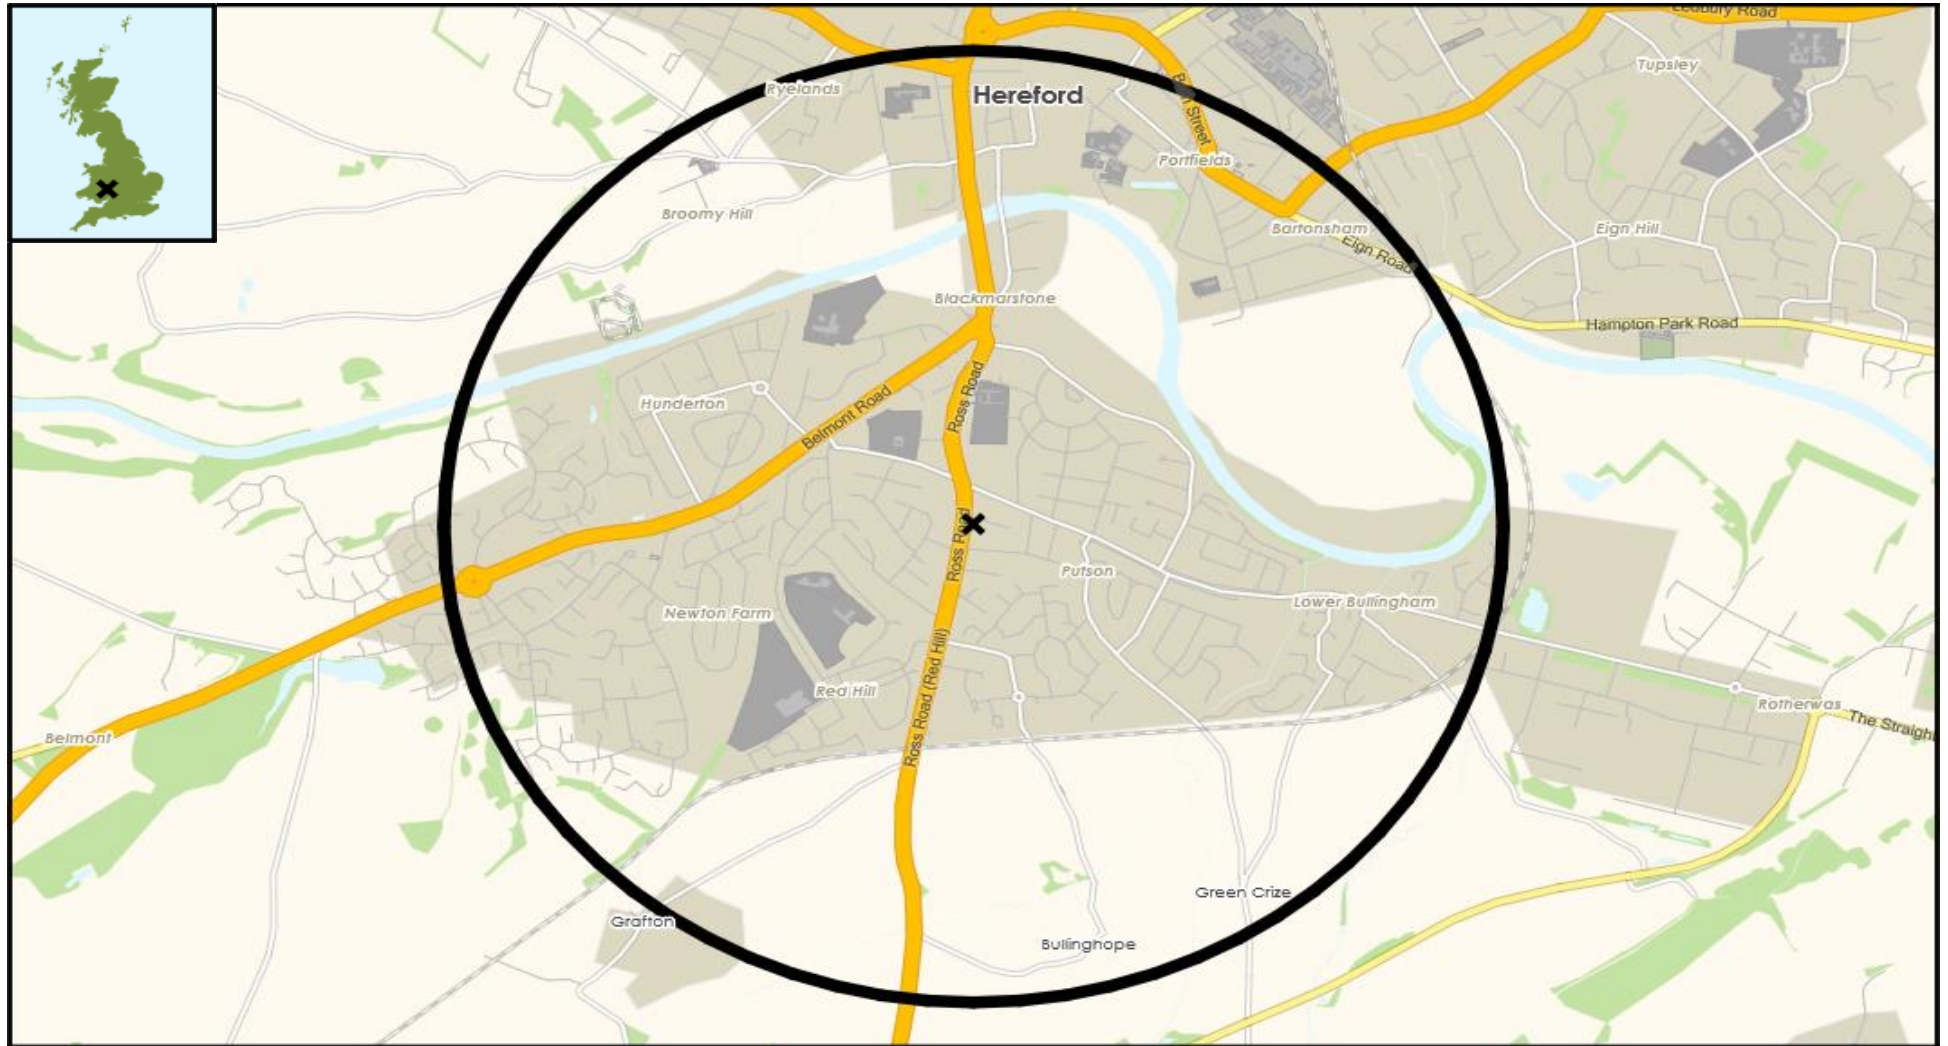 Ledbury Road
Tupsley
Ryelands
Hereford
Bath Street
Portfields
Broomy Hill
Bartonsham
Eign Hill
Eign Road
Blackmarstone
Hampton Park Road
Ross Road
Hunderton
Belmont Road
Ross Road
Putson
Newton Farm
Lower Bullingham
Ross Road (Red Hill)
Red Hill
Rotherwas
The Straight
Belmont
Green Crize
Grafton
Bullinghope